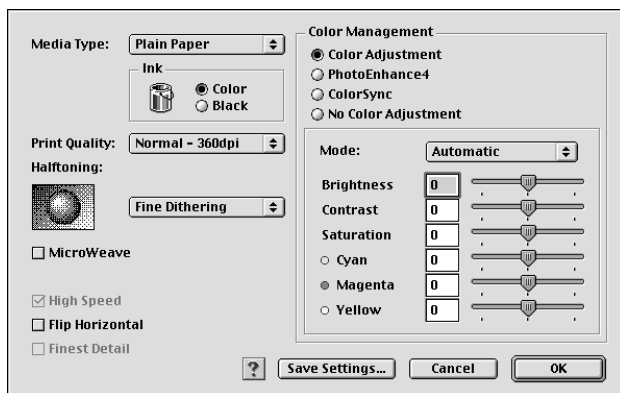 Media Type: Plain Paper
Ink
Color
Black
Print Quality: Normal - 360dpi
Halftoning:
Fine Dithering
MicroWeave
High Speed
Flip Horizontal
Finest Detail
Color Management
Color Adjustment
PhotoEnhance4
ColorSync
No Color Adjustment
Mode: Automatic
Brightness 0
Contrast 0
Saturation 0
Cyan 0
Magenta 0
Yellow 0
? Save Settings... Cancel OK